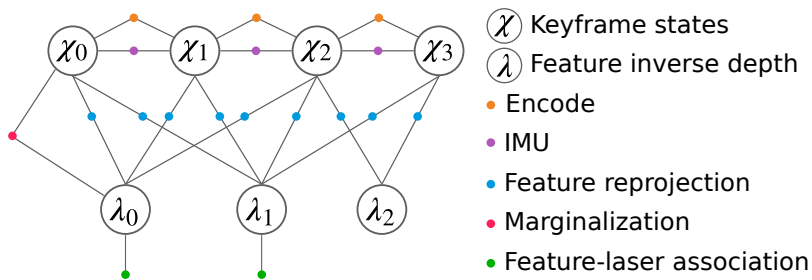 χ₀ χ₁ χ₂ χ₃
λ₀ λ₁ λ₂
χ Keyframe states
λ Feature inverse depth
Encode
IMU
Feature reprojection
Marginalization
Feature-laser association